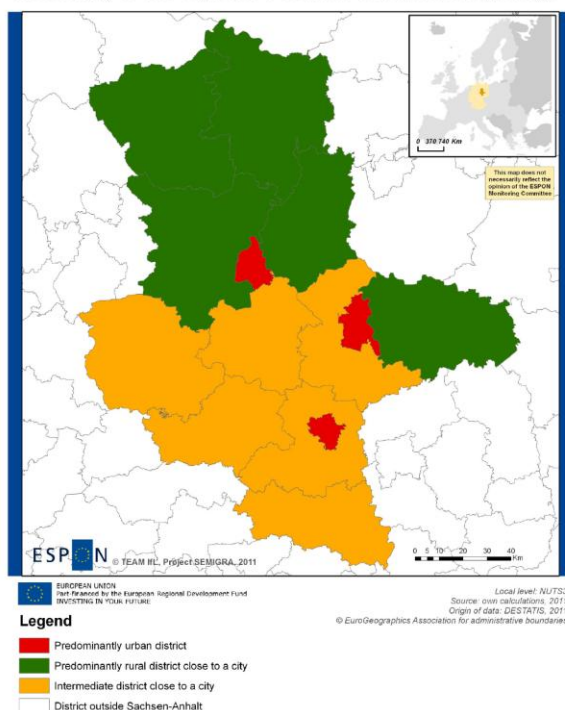 0 370 740 Km
This map does not
necessarily reflect the
opinion of the ESPON
Monitoring Committee
ESPON
© TEAM IfL, Project SEMIGRA, 2011
0 5 10 20 30 40
Km
EUROPEAN UNION
Part-financed by the European Regional Development Fund
INVESTING IN YOUR FUTURE
Local level: NUTS3
Source: own calculations, 2011
Origin of data: DESTATIS, 2011
© EuroGeographics Association for administrative boundaries
Legend
Predominantly urban district
Predominantly rural district close to a city
Intermediate district close to a city
District outside Sachsen-Anhalt